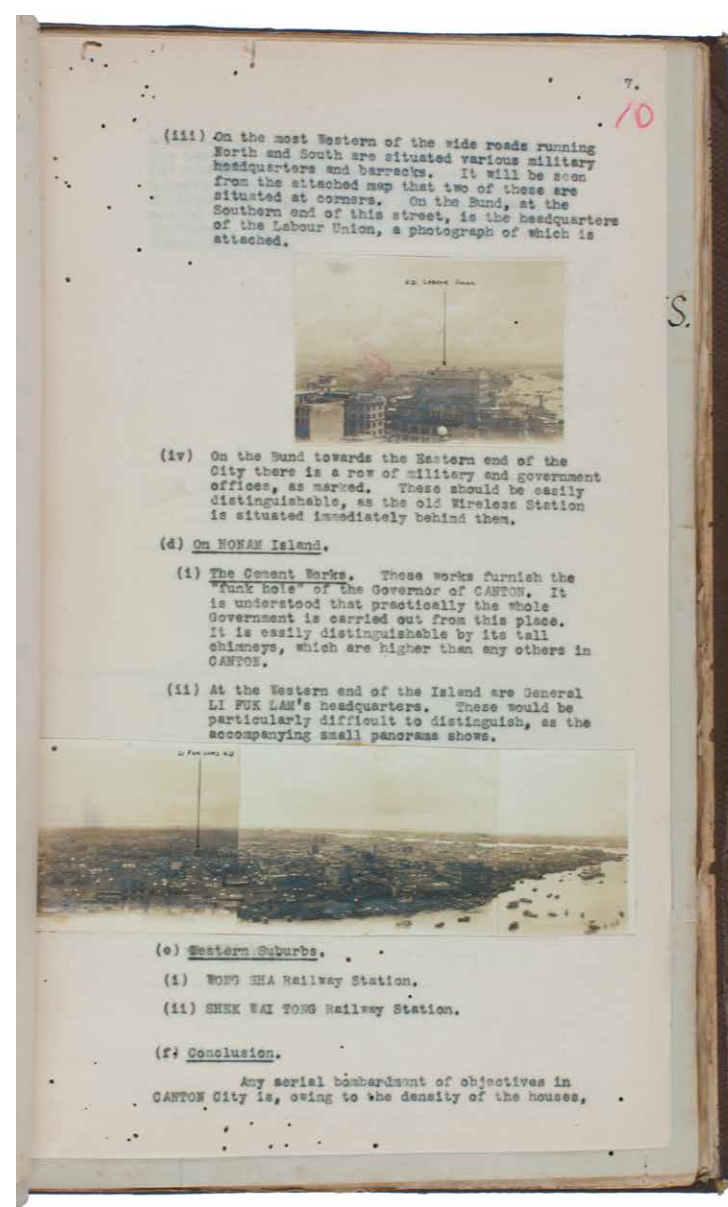 7.
10
(iii) On the most Western of the wide roads running
North and South are situated various military
headquarters and barracks. It will be seen
from the attached map that two of these are
situated at corners. On the Bund, at the
Southern end of this street, is the headquarters
of the Labour Union, a photograph of which is
attached.
H.Q. LABOUR UNION
S.
(iv) On the Bund towards the Eastern end of the
City there is a row of military and government
offices, as marked. These should be easily
distinguishable, as the old Wireless Station
is situated immediately behind them.
(d) On HONAM Island.
(i) The Cement Works. These works furnish the
"funk hole" of the Governor of CANTON. It
is understood that practically the whole
Government is carried out from this place.
It is easily distinguishable by its tall
chimneys, which are higher than any others in
CANTON.
(ii) At the Western end of the Island are General
LI FUK LAM's headquarters. These would be
particularly difficult to distinguish, as the
accompanying small panorama shows.
LI FUK LAM'S H.Q.
(e) Western Suburbs.
(i) WONG SHA Railway Station.
(ii) SHEK WAI TONG Railway Station.
(f) Conclusion.
Any aerial bombardment of objectives in
CANTON City is, owing to the density of the houses,